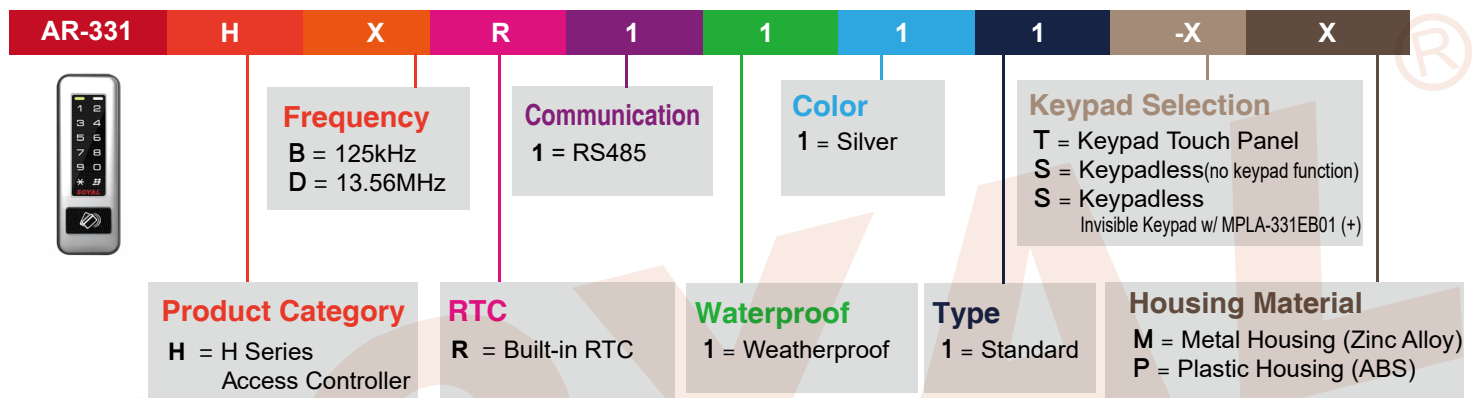 AR-331 H X R 1 1 1 1 -X X
1 2
3 4
5 6
7 8
9 0
* #
SOYAL
Frequency
B = 125kHz
D = 13.56MHz
Communication
1 = RS485
Color
1 = Silver
Keypad Selection
T = Keypad Touch Panel
S = Keypadless(no keypad function)
S = Keypadless
Invisible Keypad w/ MPLA-331EB01 (+)
Product Category
H = H Series
Access Controller
RTC
R = Built-in RTC
Waterproof
1 = Weatherproof
Type
1 = Standard
Housing Material
M = Metal Housing (Zinc Alloy)
P = Plastic Housing (ABS)
®